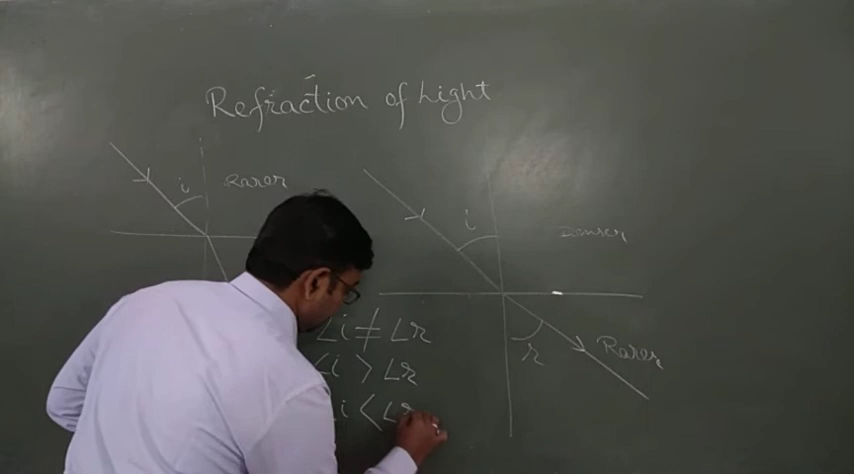 Refraction of Light
i
Rarer
i
Denser
∠i ≠ ∠r
r
Rarer
∠i > ∠r
∠i < ∠r